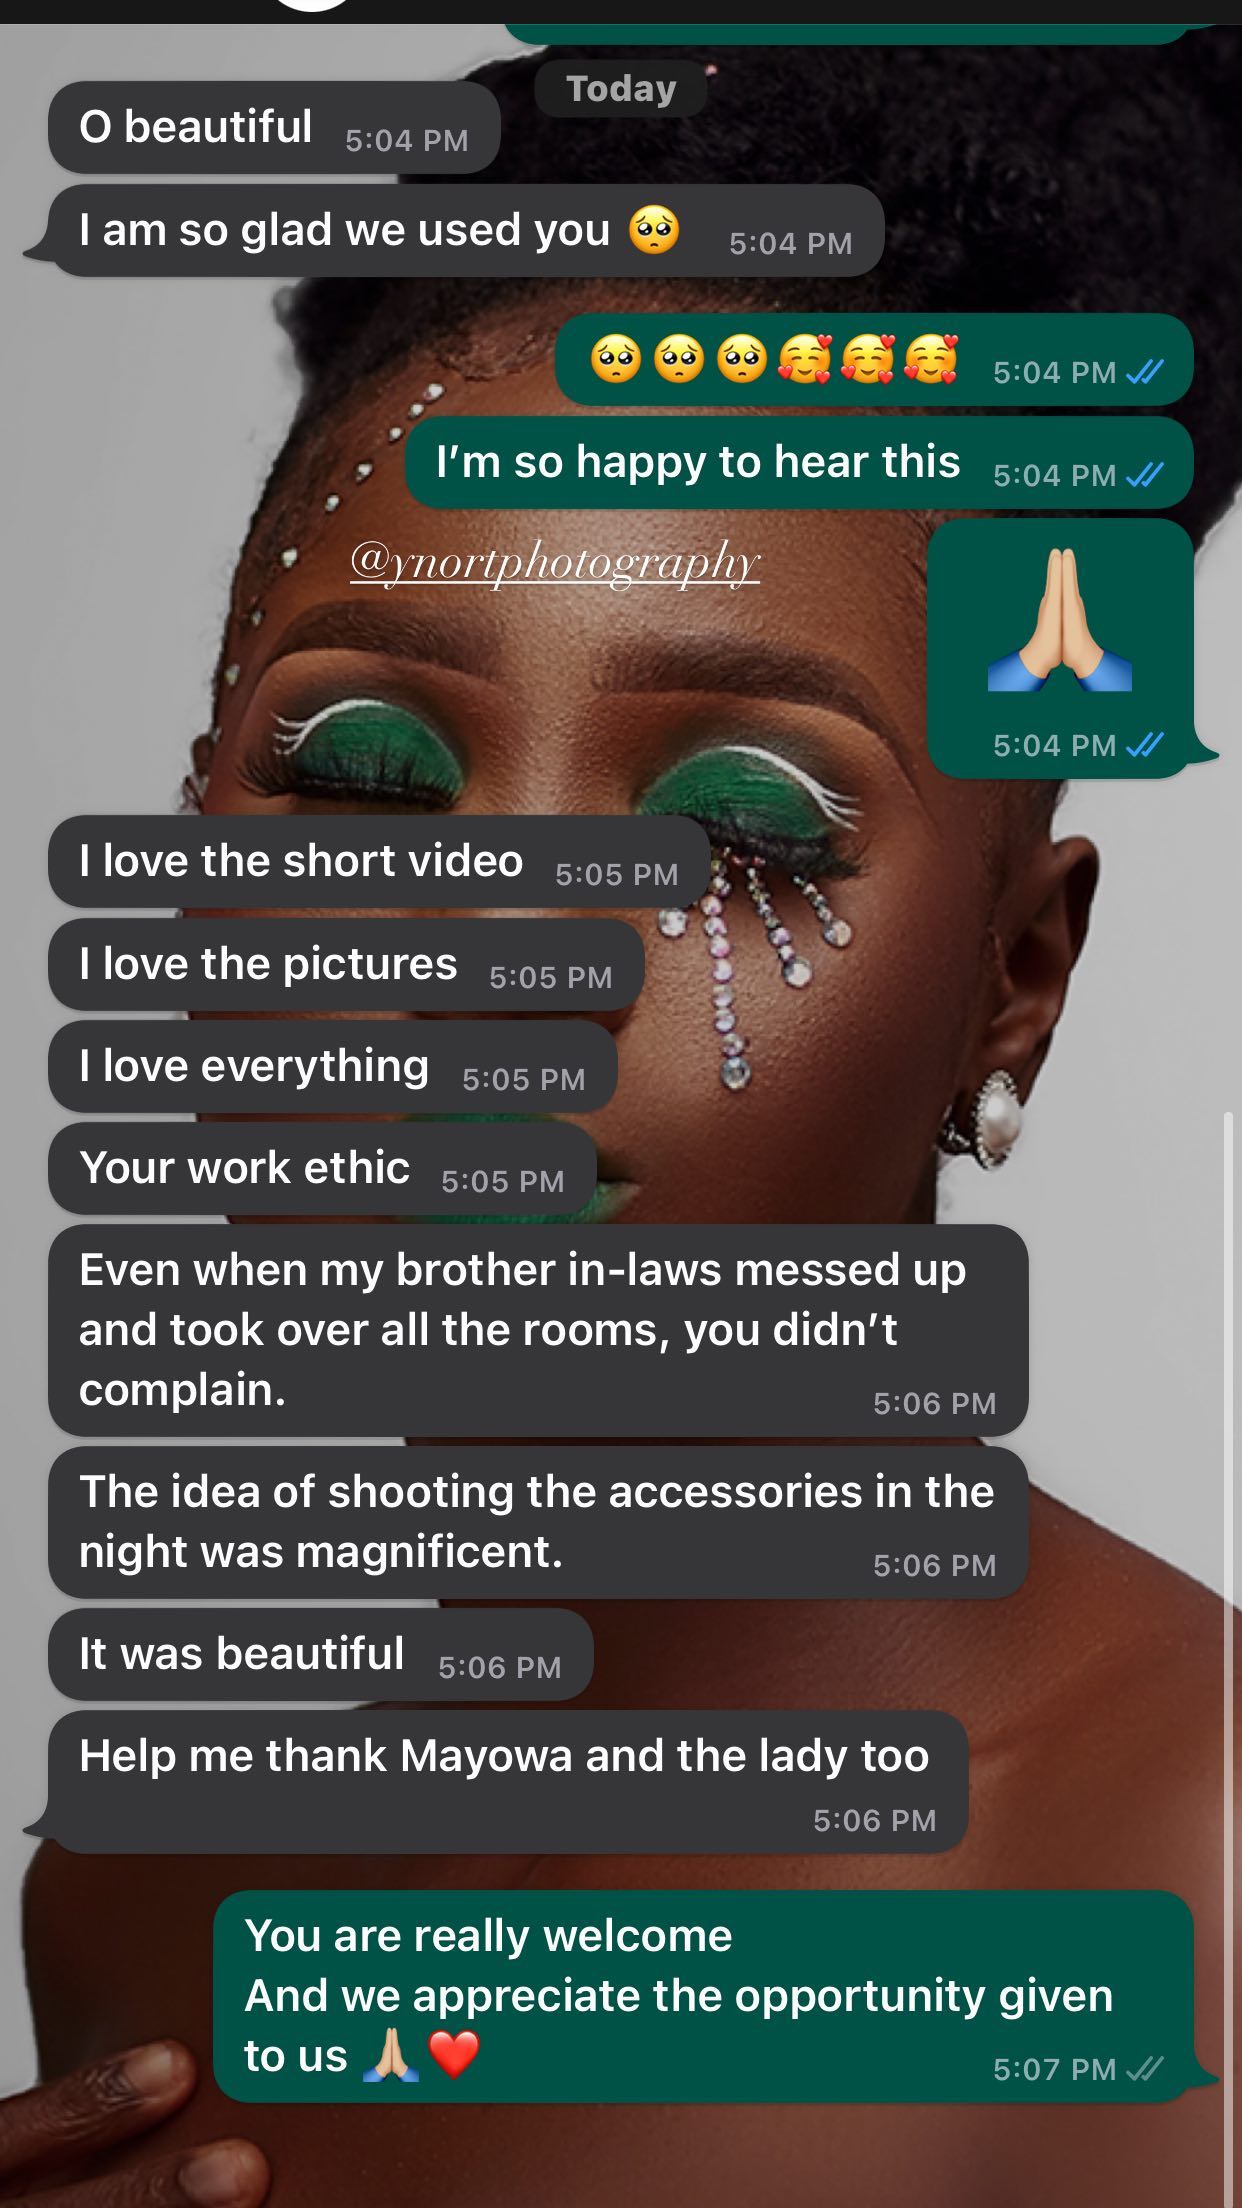 Today
O beautiful 5:04 PM
I am so glad we used you 🥺 5:04 PM
🥺🥺🥺🥰🥰🥰 5:04 PM
I’m so happy to hear this 5:04 PM
@ynortphotography
🙏🏼
5:04 PM
I love the short video 5:05 PM
I love the pictures 5:05 PM
I love everything 5:05 PM
Your work ethic 5:05 PM
Even when my brother in-laws messed up
and took over all the rooms, you didn’t
complain. 5:06 PM
The idea of shooting the accessories in the
night was magnificent. 5:06 PM
It was beautiful 5:06 PM
Help me thank Mayowa and the lady too
5:06 PM
You are really welcome
And we appreciate the opportunity given
to us 🙏🏼❤️ 5:07 PM